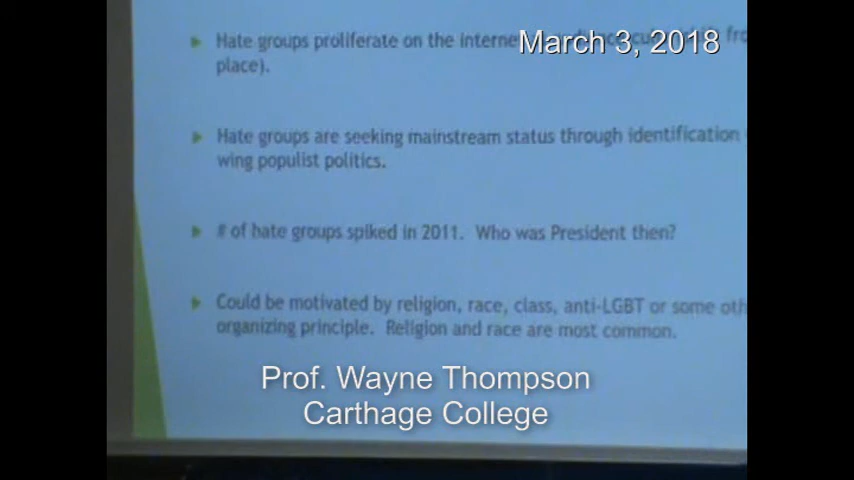 Hate groups proliferate on the Internet
March 3, 2018
place).
Hate groups are seeking mainstream status through identification
wing populist politics.
# of hate groups spiked in 2011. Who was President then?
Could be motivated by religion, race, class, anti-LGBT or some oth
organizing principle. Religion and race are most common.
Prof. Wayne Thompson
Carthage College